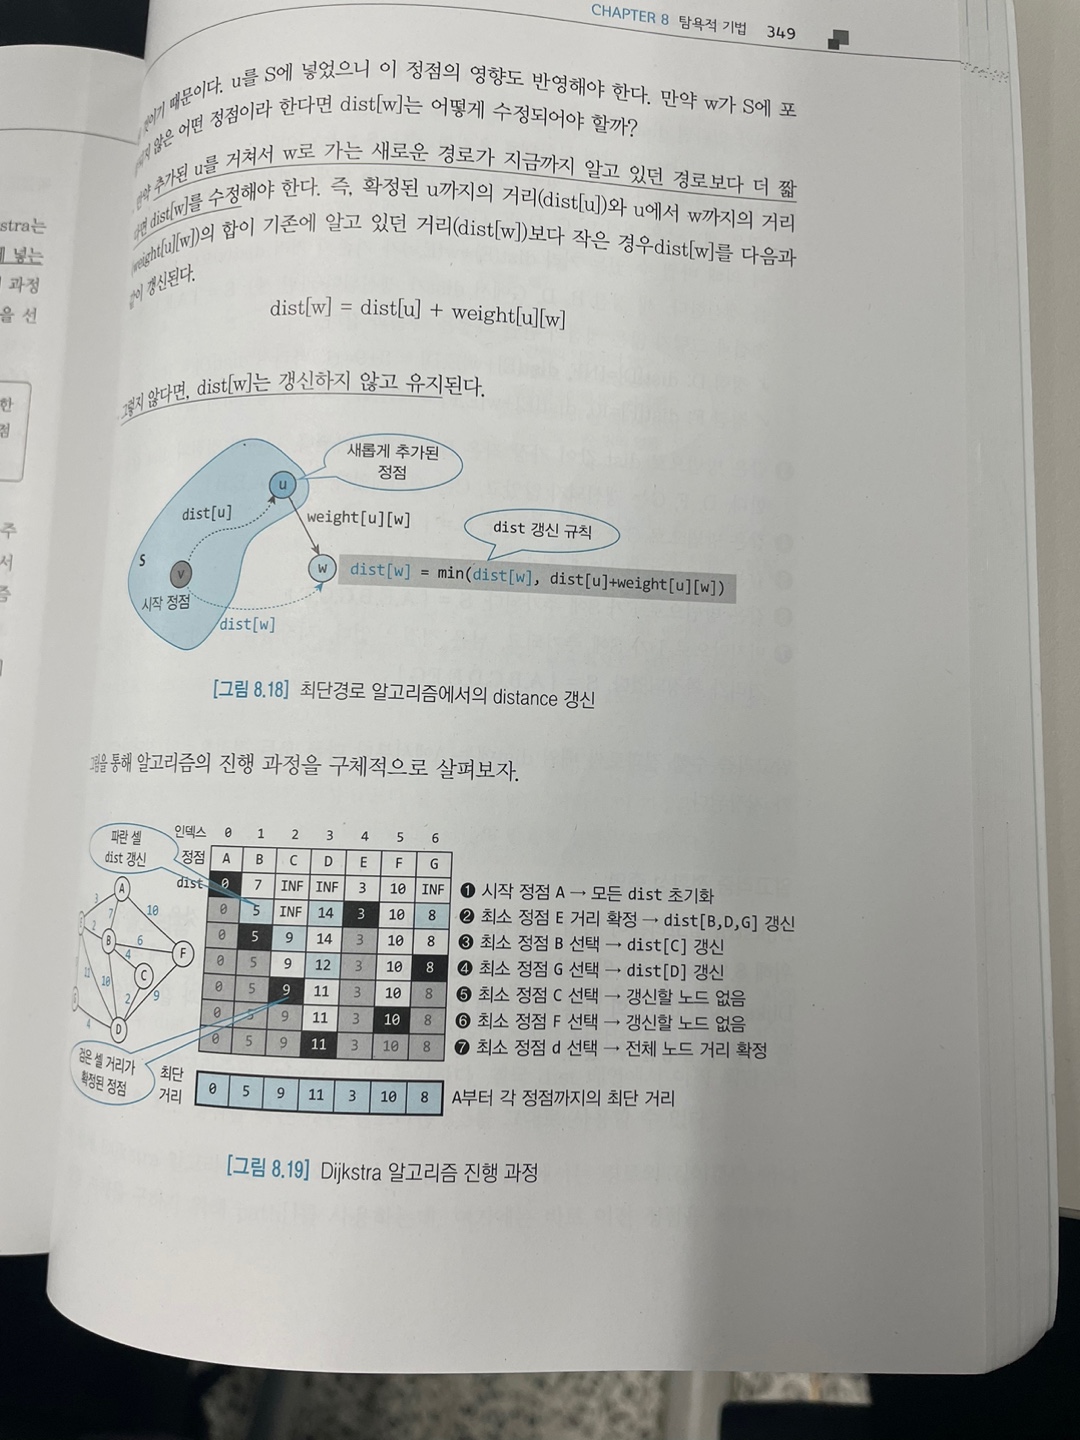 CHAPTER 8 탐욕적 기법 349
것이기 때문이다. u를 S에 넣었으니 이 정점의 영향도 반영해야 한다. 만약 w가 S에 포
않은 어떤 정점이라 한다면 dist[w]는 어떻게 수정되어야 할까?
만약 추가된 u를 거쳐서 w로 가는 새로운 경로가 지금까지 알고 있던 경로보다 더 짧
다면 dist[w]를 수정해야 한다. 즉, 확정된 u까지의 거리(dist[u])와 u에서 w까지의 거리
(weight[u][w])의 합이 기존에 알고 있던 거리(dist[w])보다 작은 경우dist[w]를 다음과
같이 갱신된다.
dist[w] = dist[u] + weight[u][w]
그렇지 않다면, dist[w]는 갱신하지 않고 유지된다.
새롭게 추가된
정점
u
dist[u]
weight[u][w]
dist 갱신 규칙
S
v
w
dist[w] = min(dist[w], dist[u]+weight[u][w])
시작 정점
dist[w]
[그림 8.18] 최단경로 알고리즘에서의 distance 갱신
그림을 통해 알고리즘의 진행 과정을 구체적으로 살펴보자.
파란 셀
dist 갱신
인덱스 0 1 2 3 4 5 6
정점 A B C D E F G
dist 0 7 INF INF 3 10 INF ❶ 시작 정점 A → 모든 dist 초기화
0 5 INF 14 3 10 8 ❷ 최소 정점 E 거리 확정 → dist[B,D,G] 갱신
0 5 9 14 3 10 8 ❸ 최소 정점 B 선택 → dist[C] 갱신
0 5 9 12 3 10 8 ❹ 최소 정점 G 선택 → dist[D] 갱신
0 5 9 11 3 10 8 ❺ 최소 정점 C 선택 → 갱신할 노드 없음
0 5 9 11 3 10 8 ❻ 최소 정점 F 선택 → 갱신할 노드 없음
0 5 9 11 3 10 8 ❼ 최소 정점 d 선택 → 전체 노드 거리 확정
A
3
7
10
2
B
6
4
F
11
10
C
2
9
4
D
검은 셀 거리가
확정된 정점
최단
거리
0 5 9 11 3 10 8 A부터 각 정점까지의 최단 거리
[그림 8.19] Dijkstra 알고리즘 진행 과정
stra는
넣는
과정
을 선
한
점
주
서